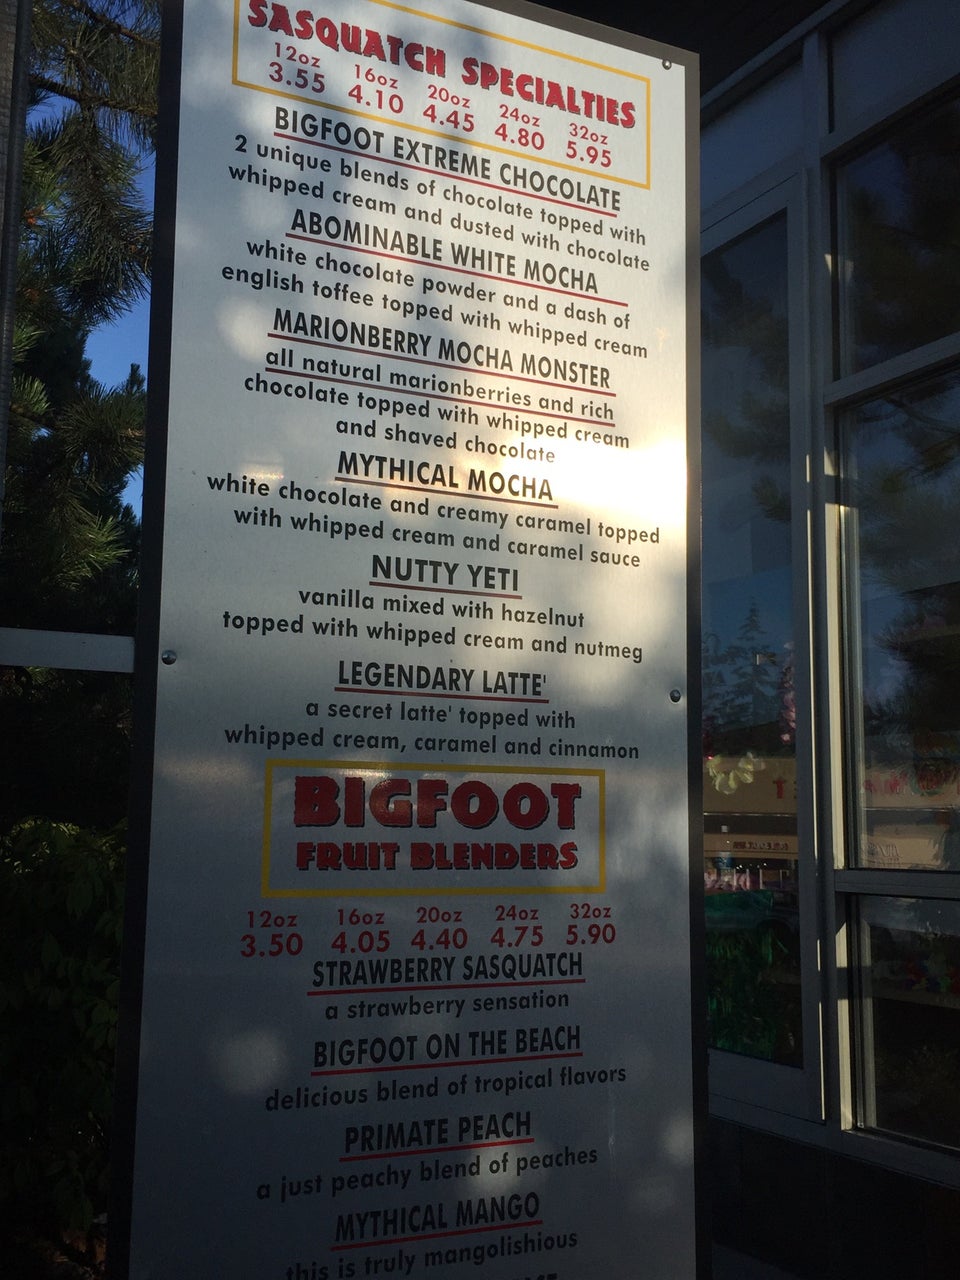 SASQUATCH SPECIALTIES
12oz 16oz 20oz 24oz 32oz
3.55 4.10 4.45 4.80 5.95
BIGFOOT EXTREME CHOCOLATE
2 unique blends of chocolate topped with
whipped cream and dusted with chocolate
ABOMINABLE WHITE MOCHA
white chocolate powder and a dash of
english toffee topped with whipped cream
MARIONBERRY MOCHA MONSTER
all natural marionberries and rich
chocolate topped with whipped cream
and shaved chocolate
MYTHICAL MOCHA
white chocolate and creamy caramel topped
with whipped cream and caramel sauce
NUTTY YETI
vanilla mixed with hazelnut
topped with whipped cream and nutmeg
LEGENDARY LATTE'
a secret latte' topped with
whipped cream, caramel and cinnamon
BIGFOOT
FRUIT BLENDERS
12oz 16oz 20oz 24oz 32oz
3.50 4.05 4.40 4.75 5.90
STRAWBERRY SASQUATCH
a strawberry sensation
BIGFOOT ON THE BEACH
delicious blend of tropical flavors
PRIMATE PEACH
a just peachy blend of peaches
MYTHICAL MANGO
this is truly mangolishious